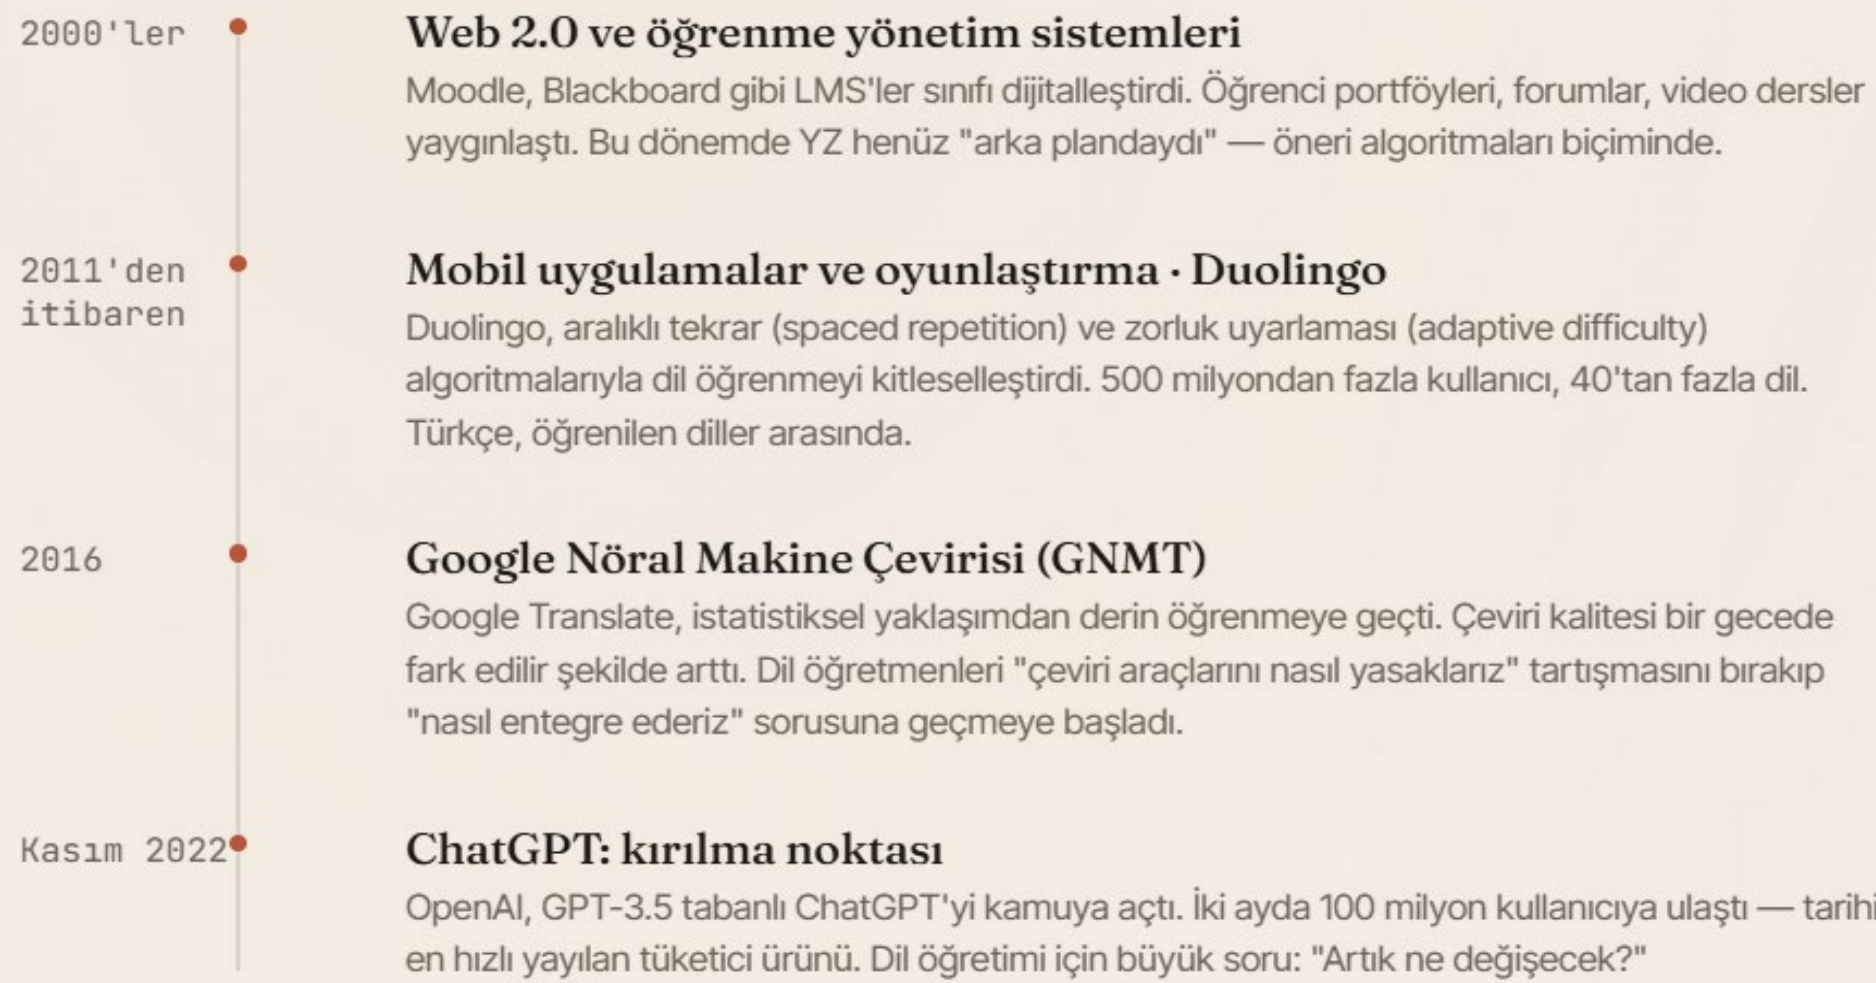 2000'ler
Web 2.0 ve öğrenme yönetim sistemleri
Moodle, Blackboard gibi LMS'ler sınıfı dijitalleştirdi. Öğrenci portföyleri, forumlar, video dersler
yaygınlaştı. Bu dönemde YZ henüz "arka plandaydı" — öneri algoritmaları biçiminde.
2011'den
itibaren
Mobil uygulamalar ve oyunlaştırma · Duolingo
Duolingo, aralıklı tekrar (spaced repetition) ve zorluk uyarlaması (adaptive difficulty)
algoritmalarıyla dil öğrenmeyi kitleselleştirdi. 500 milyondan fazla kullanıcı, 40'tan fazla dil.
Türkçe, öğrenilen diller arasında.
2016
Google Nöral Makine Çevirisi (GNMT)
Google Translate, istatistiksel yaklaşımdan derin öğrenmeye geçti. Çeviri kalitesi bir gecede
fark edilir şekilde arttı. Dil öğretmenleri "çeviri araçlarını nasıl yasaklarız" tartışmasını bırakıp
"nasıl entegre ederiz" sorusuna geçmeye başladı.
Kasım 2022
ChatGPT: kırılma noktası
OpenAI, GPT-3.5 tabanlı ChatGPT'yi kamuya açtı. İki ayda 100 milyon kullanıcıya ulaştı — tarihi
en hızlı yayılan tüketici ürünü. Dil öğretimi için büyük soru: "Artık ne değişecek?"